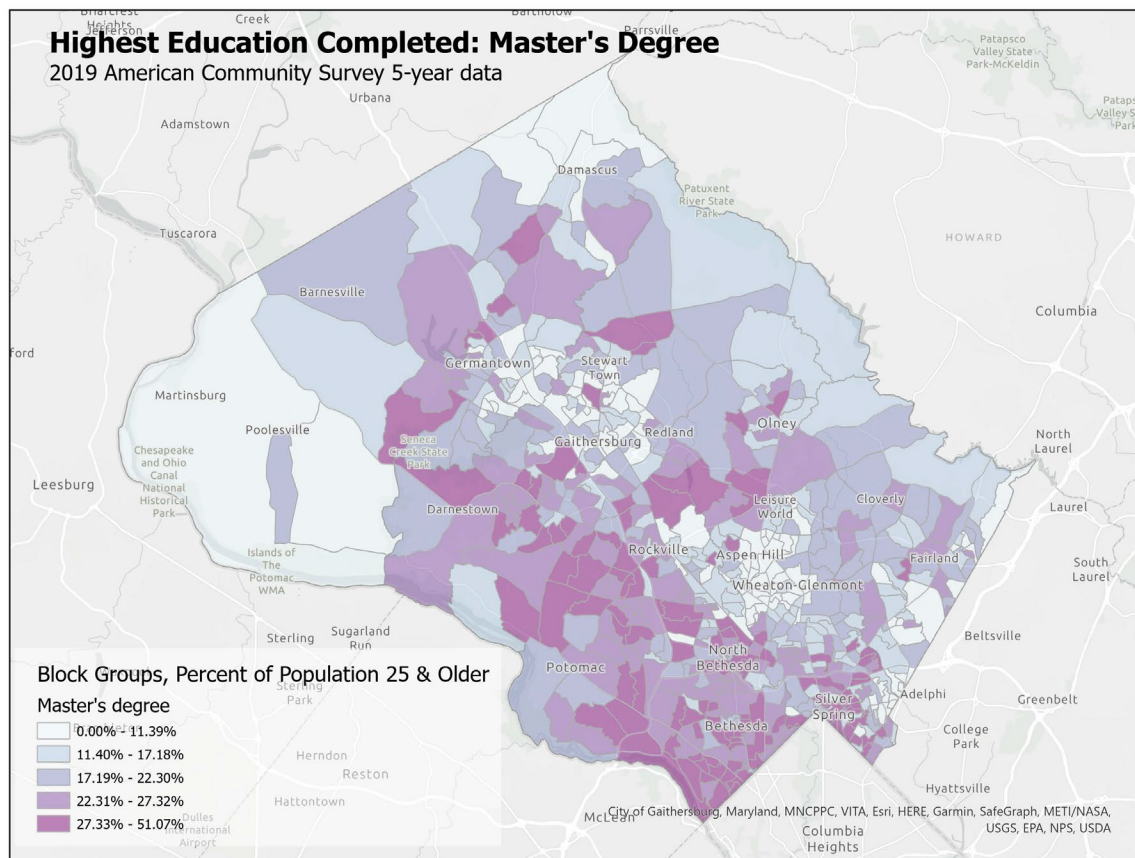 Highest Education Completed: Master's Degree
2019 American Community Survey 5-year data
Creek
Parrsville
Patapsco
Valley State
Park-McKeldin
Urbana
Adamstown
Damascus
Patuxent
River State
Park
Tuscarora
HOWARD
Barnesville
Columbia
Germantown
Stewart
Town
Martinsburg
Poolesville
Olney
Seneca
Creek State
Park
Gaithersburg
Redland
North
Laurel
Chesapeake
and Ohio
Canal
National
Historical
Park
Leesburg
Darnestown
Leisure
World
Cloverly
Laurel
Islands of
The
Potomac
WMA
Rockville
Aspen Hill
Fairland
South
Laurel
Wheaton-Glenmont
Sterling
Sugarland
Run
Beltsville
Potomac
North
Bethesda
Silver
Spring
Adelphi
Greenbelt
Bethesda
College
Park
Hyattsville
Block Groups, Percent of Population 25 & Older
Sterling
Park
Master's degree
0.00% - 11.39%
11.40% - 17.18%
17.19% - 22.30%
22.31% - 27.32%
27.33% - 51.07%
Herndon
Reston
Hattontown
Dulles
International
Airport
McLean
Columbia
Heights
City of Gaithersburg, Maryland, MNCPPC, VITA, Esri, HERE, Garmin, SafeGraph, METI/NASA,
USGS, EPA, NPS, USDA